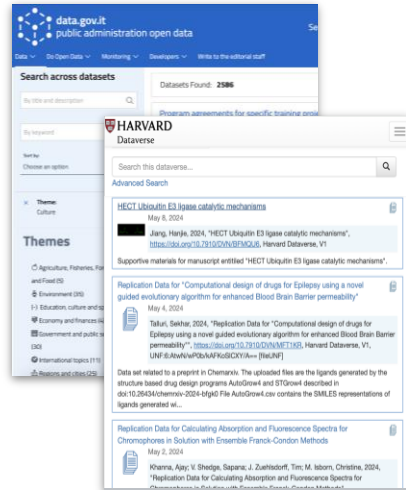 data.gov.it
public administration
open data
Se
Data
Do Open Data
Monitoring
Developers
Write to the editorial staff
Search across datasets
By title and description
By keyword
Sort by
Choose an option
× Theme:
Culture
Themes
Agriculture, Fisheries, For
and Food (5)
Environment (35)
(-) Education, culture and sp
Economy and finances (4
Government and public s
(30)
International topics (11)
Regions and cities (25)
Datasets Found: 2586
Program agreements for specific training proje
HARVARD
Dataverse
Search this dataverse...
Advanced Search
HECT Ubiquitin E3 ligase catalytic mechanisms
May 8, 2024
Jiang, Hanjie, 2024, "HECT Ubiquitin E3 ligase catalytic mechanisms",
https://doi.org/10.7910/DVN/BFMQU6, Harvard Dataverse, V1
Supportive materials for manuscript entitled "HECT Ubiquitin E3 ligase catalytic mechanisms".
Replication Data for "Computational design of drugs for Epilepsy using a novel
guided evolutionary algorithm for enhanced Blood Brain Barrier permeability"
May 4, 2024
Talluri, Sekhar, 2024, "Replication Data for "Computational design of drugs for
Epilepsy using a novel guided evolutionary algorithm for enhanced Blood Brain Barrier
permeability"", https://doi.org/10.7910/DVN/MFT1KR, Harvard Dataverse, V1,
[fileUNF]
Data set related to a preprint in Chemarxiv. The uploaded files are the ligands generated by the
structure based drug design programs AutoGrow4 and STGrow4 described in
doi:10.26434/chemrxiv-2024-bfgk0 File AutoGrow4.csv contains the SMILES representations of
ligands generated wi...
Replication Data for Calculating Absorption and Fluorescence Spectra for
Chromophores in Solution with Ensemble Franck-Condon Methods
May 2, 2024
Khanna, Ajay; V. Shedge, Sapana; J. Zuehlsdorff, Tim; M. Isborn, Christine, 2024,
"Replication Data for Calculating Absorption and Fluorescence Spectra for